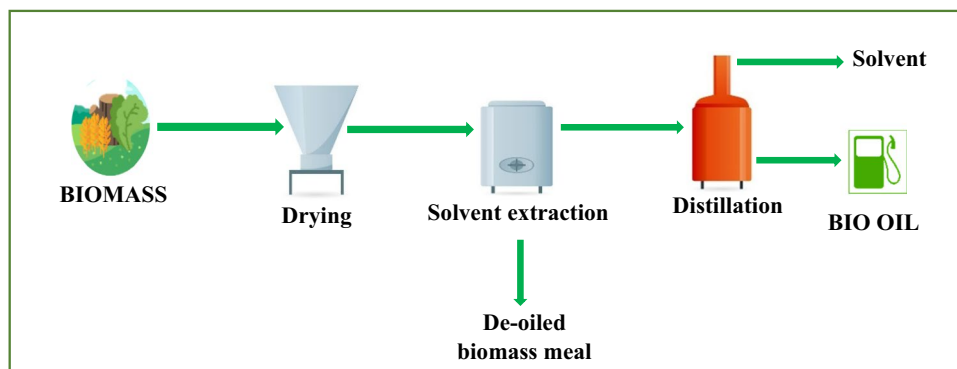 Solvent
BIOMASS
Drying
Solvent extraction
Distillation
BIO OIL
De-oiled
biomass meal